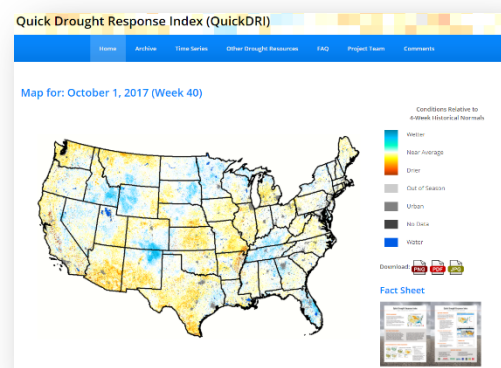 Quick Drought Response Index (QuickDRI)
Home Archive Time Series Other Drought Resources FAQ Project Team Comments
Map for: October 1, 2017 (Week 40)
Conditions Relative to
4-Week Historical Normals
Wetter
Near Average
Drier
Out of Season
Urban
No Data
Water
Download: PNG PDF JPG
Fact Sheet